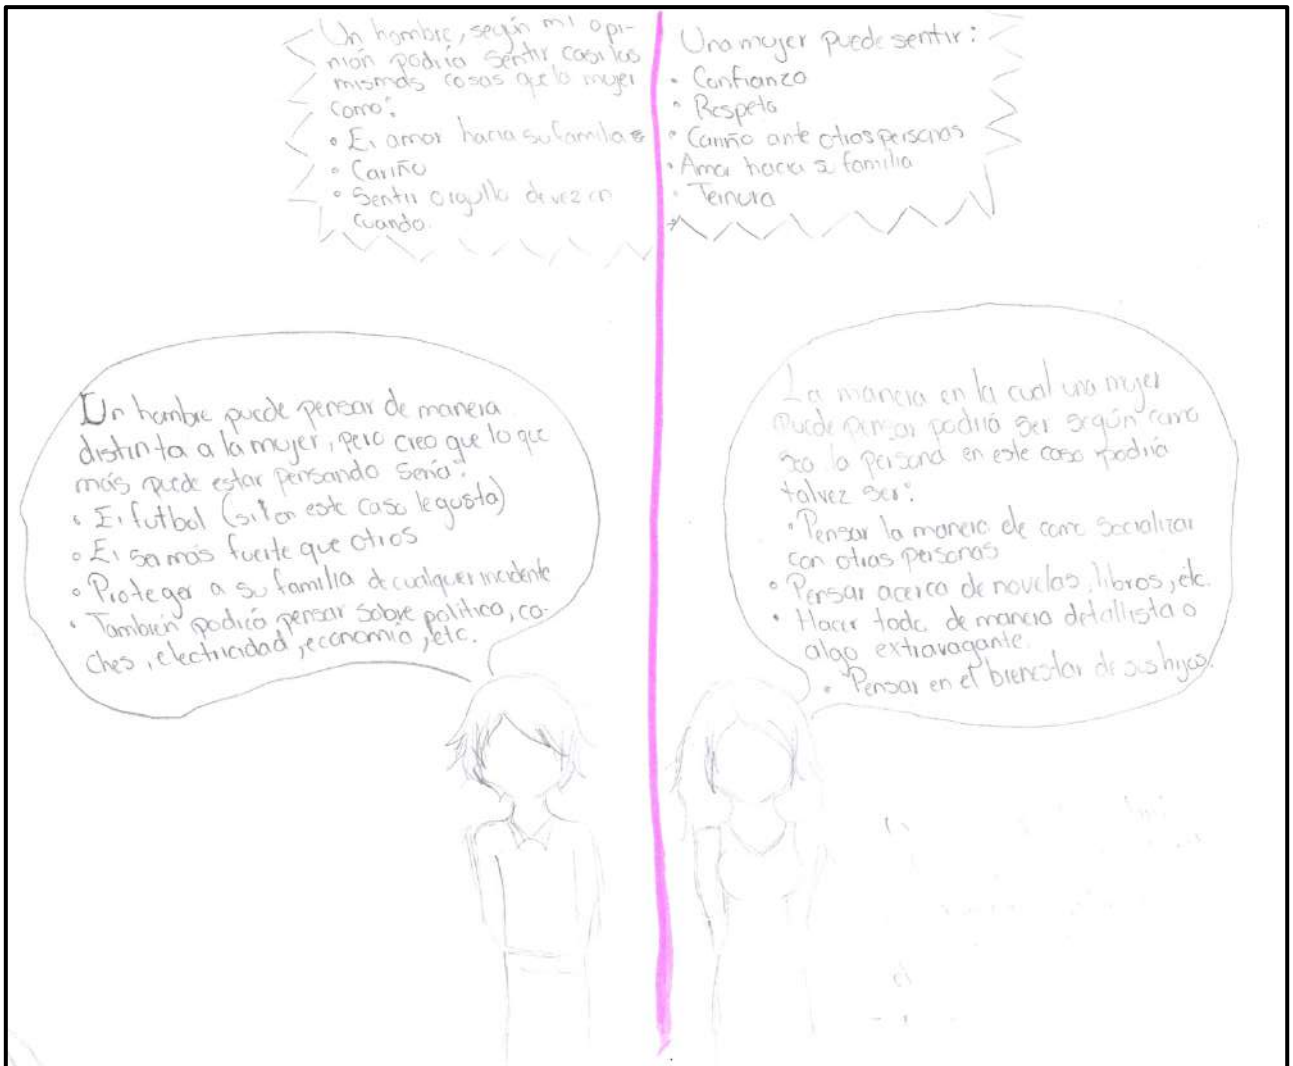 Un hombre, según mi opi-
nión podría sentir casi las
mismas cosas que la mujer
como:
• El amor hacia su familia
• Cariño
• Sentir orgullo de vez en
cuando.
Una mujer puede sentir:
• Confianza
• Respeto
• Cariño ante otras personas
• Amor hacia su familia
• Ternura
Un hombre puede pensar de manera
distinta a la mujer, pero creo que lo que
más puede estar pensando sería:
• El futbol (si en este caso le gusta)
• El ser más fuerte que otros
• Proteger a su familia de cualquer incidente
• También podría pensar sobre política, co-
ches, electricidad, economía, etc.
La manera en la cual una mujer
puede pensar podría ser según como
sea la persona en este caso podría
talvez ser:
• Pensar la manera de como socializar
con otras personas
• Pensar acerca de novelas, libros, etc.
• Hacer todo de manera detallista o
algo extravagante.
• Pensar en el bienestar de sus hijos.